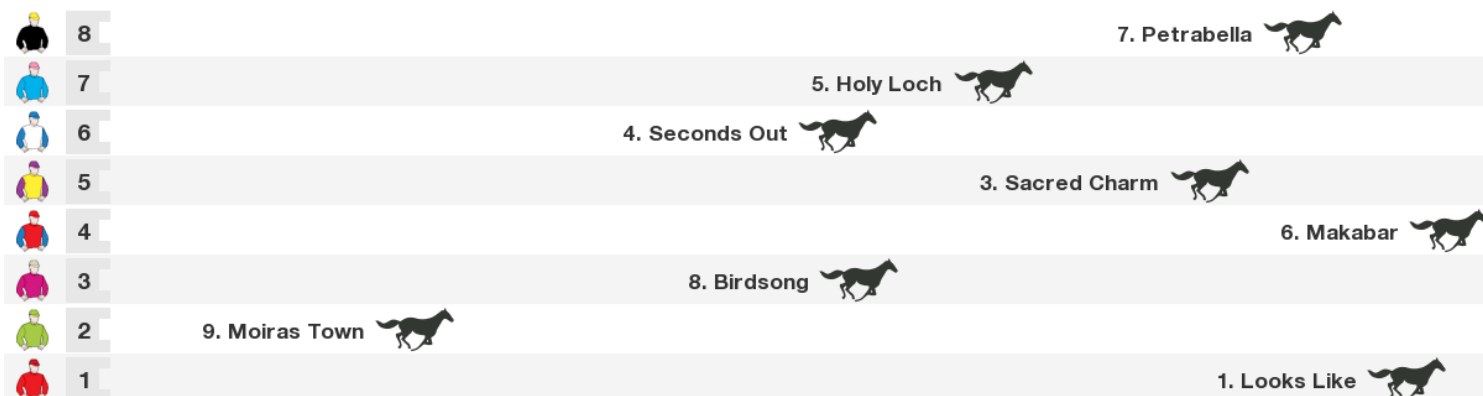 8 7. Petrabella
7 5. Holy Loch
6 4. Seconds Out
5 3. Sacred Charm
4 6. Makabar
3 8. Birdsong
2 9. Moiras Town
1 1. Looks Like